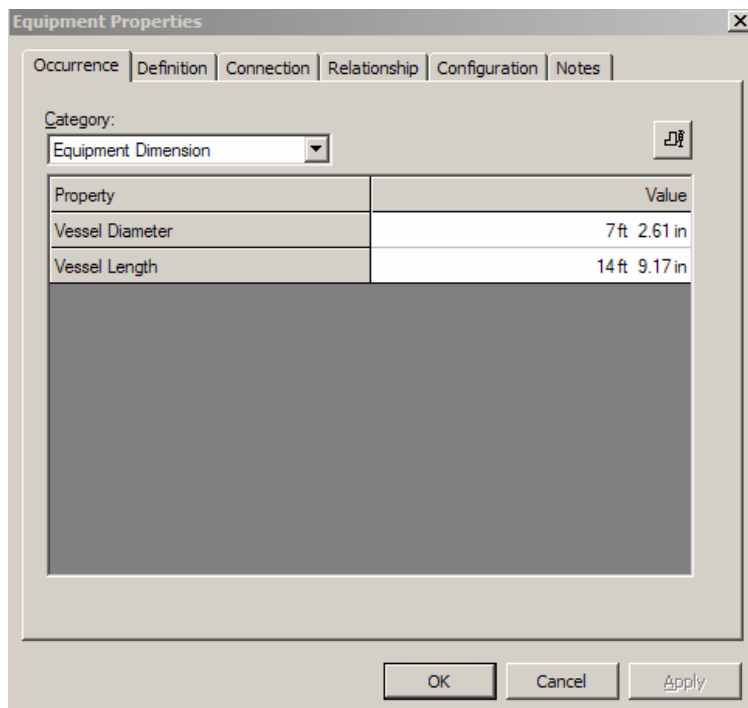 Equipment Properties
Occurrence Definition Connection Relationship Configuration Notes
Category:
Equipment Dimension
Property Value
Vessel Diameter 7 ft 2.61 in
Vessel Length 14 ft 9.17 in
OK Cancel Apply